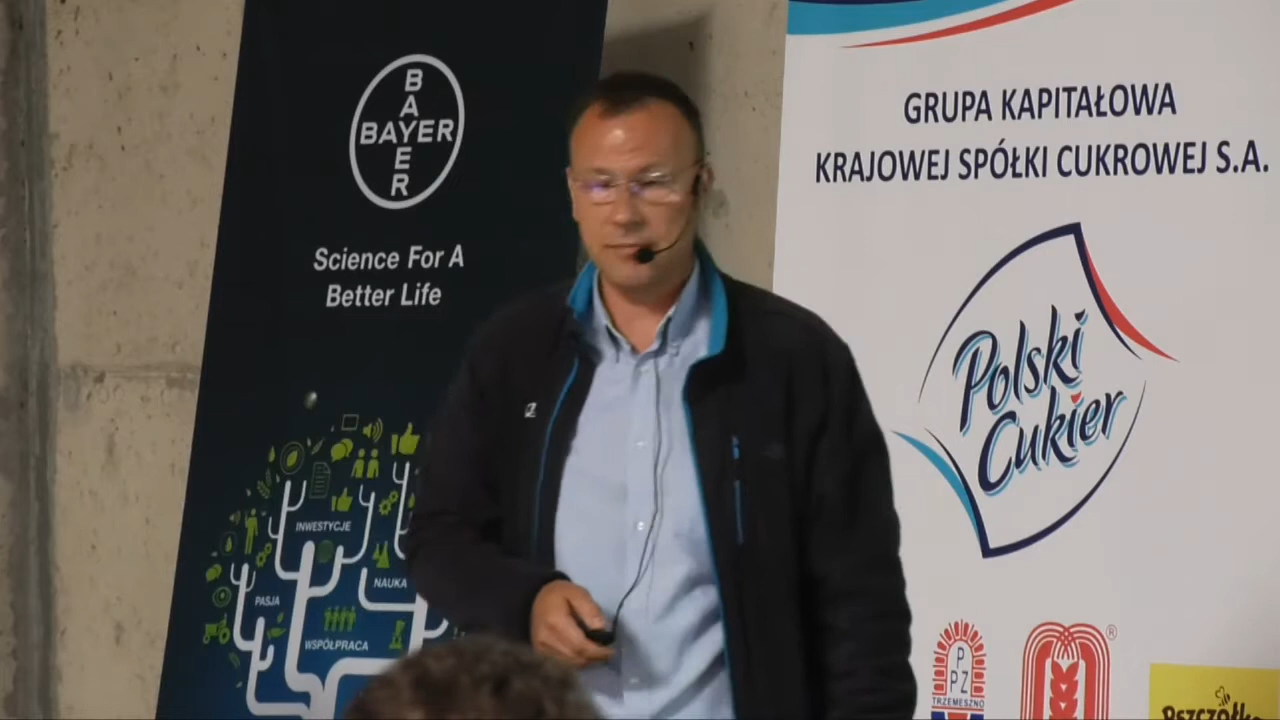 BAYER
BAYER
Science For A
Better Life
INWESTYCJE
NAUKA
PASJA
WSPÓŁPRACA
GRUPA KAPITAŁOWA
KRAJOWEJ SPÓŁKI CUKROWEJ S.A.
Polski
Cukier
P
PZ
TRZEMESZNO
®
Pszczółka